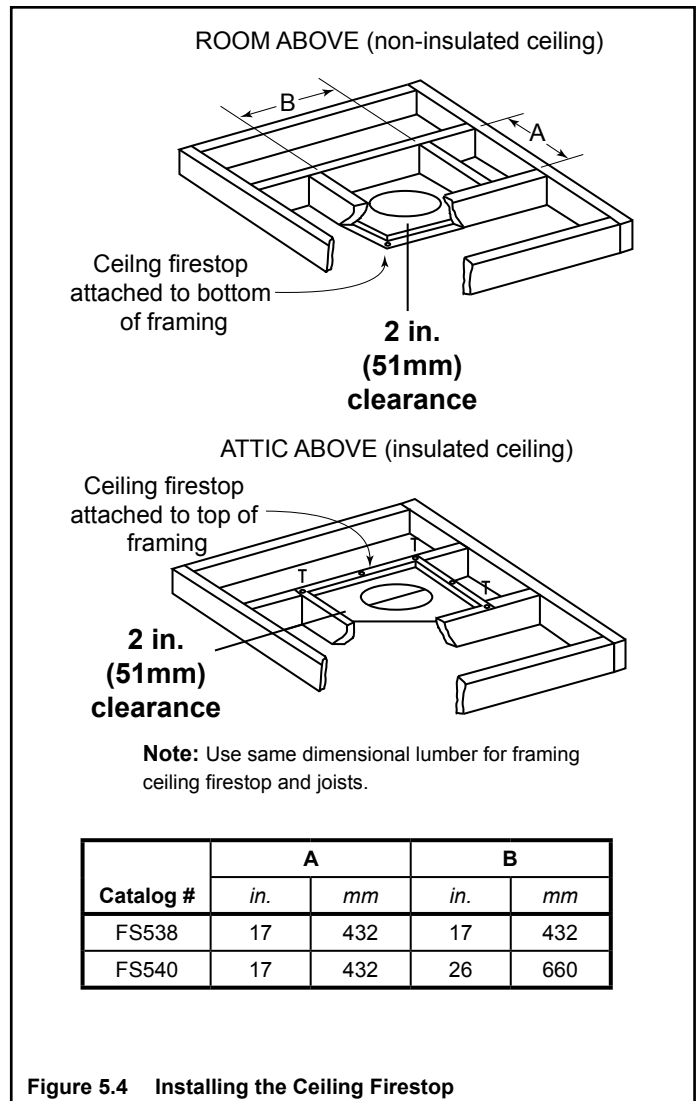 ROOM ABOVE (non-insulated ceiling)
B
A
Ceilng firestop
attached to bottom
of framing
2 in.
(51mm)
clearance
ATTIC ABOVE (insulated ceiling)
Ceiling firestop
attached to top of
framing
2 in.
(51mm)
clearance
Note: Use same dimensional lumber for framing
ceiling firestop and joists.
A B
Catalog # in. mm in. mm
FS538 17 432 17 432
FS540 17 432 26 660
Figure 5.4 Installing the Ceiling Firestop